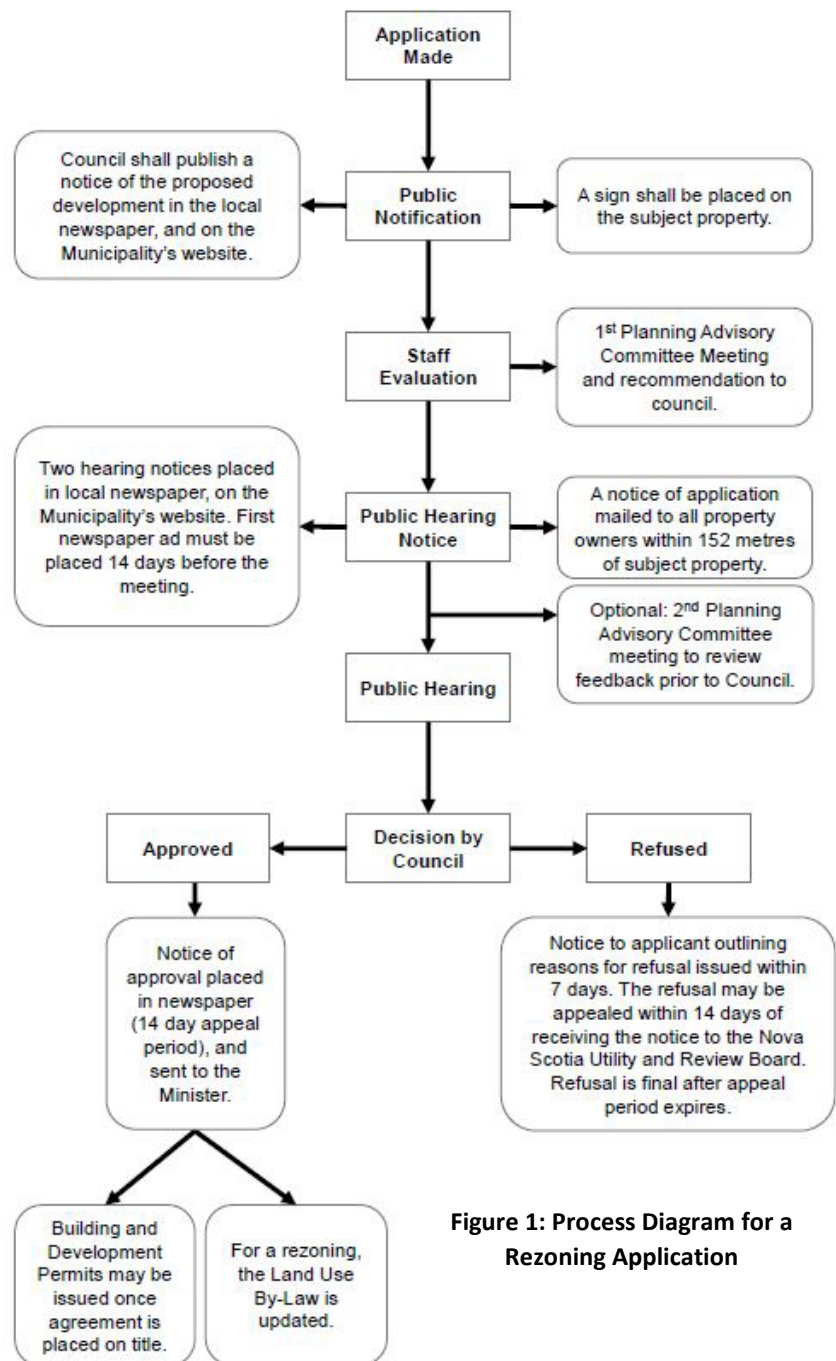 Application
Made
Council shall publish a
notice of the proposed
development in the local
newspaper, and on the
Municipality's website.
Public
Notification
A sign shall be placed on
the subject property.
Staff
Evaluation
1st Planning Advisory
Committee Meeting
and recommendation to
council.
Two hearing notices placed
in local newspaper, on the
Municipality's website. First
newspaper ad must be
placed 14 days before the
meeting.
Public Hearing
Notice
A notice of application
mailed to all property
owners within 152 metres
of subject property.
Optional: 2nd Planning
Advisory Committee
meeting to review
feedback prior to Council.
Public Hearing
Approved
Decision by
Council
Refused
Notice of
approval placed
in newspaper
(14 day appeal
period), and
sent to the
Minister.
Notice to applicant outlining
reasons for refusal issued within
7 days. The refusal may be
appealed within 14 days of
receiving the notice to the Nova
Scotia Utility and Review Board.
Refusal is final after appeal
period expires.
Building and
Development
Permits may be
issued once
agreement is
placed on title.
For a rezoning,
the Land Use
By-Law is
updated.
Figure 1: Process Diagram for a
Rezoning Application